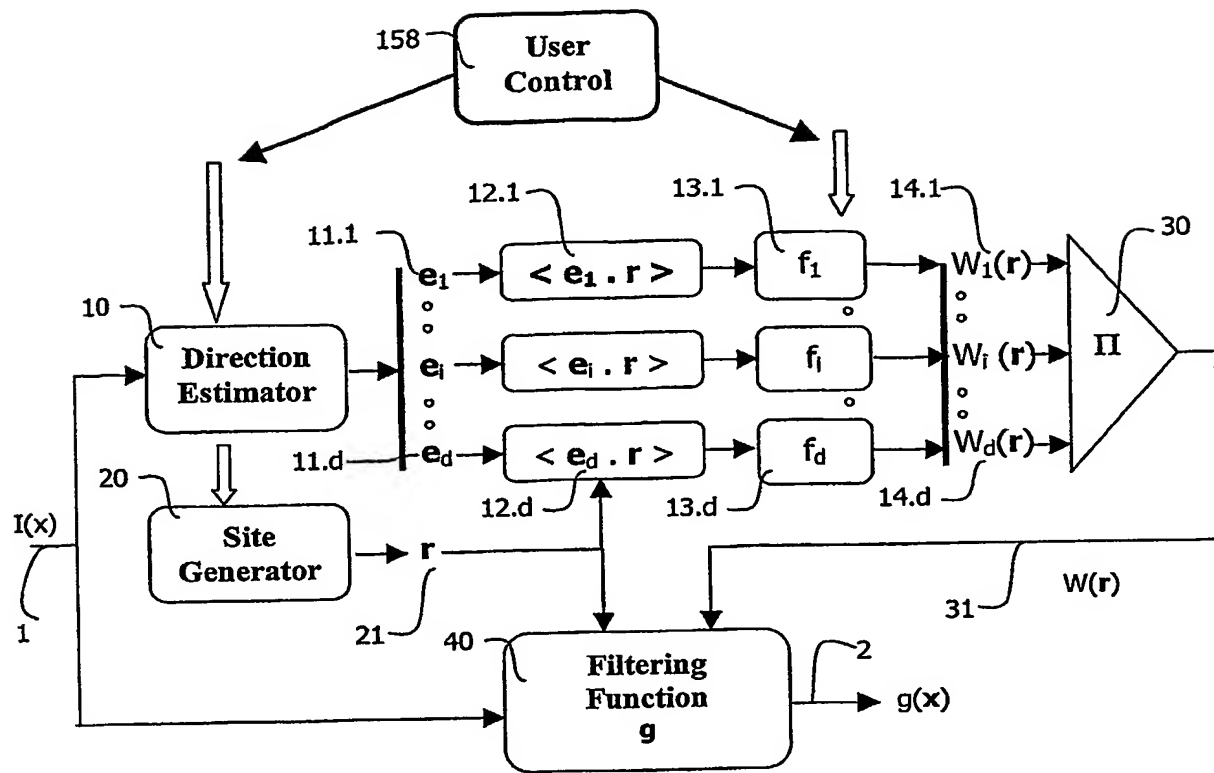 158
User
Control
12.1
13.1
14.1
30
11.1
e1
< e1 . r >
f1
W1(r)
10
Direction
Estimator
ei
< ei . r >
fi
Wi (r)
Π
11.d
ed
< ed . r >
fd
Wd(r)
20
12.d
13.d
14.d
I(x)
Site
Generator
r
1
21
31
W(r)
40
Filtering
Function
g
2
g(x)